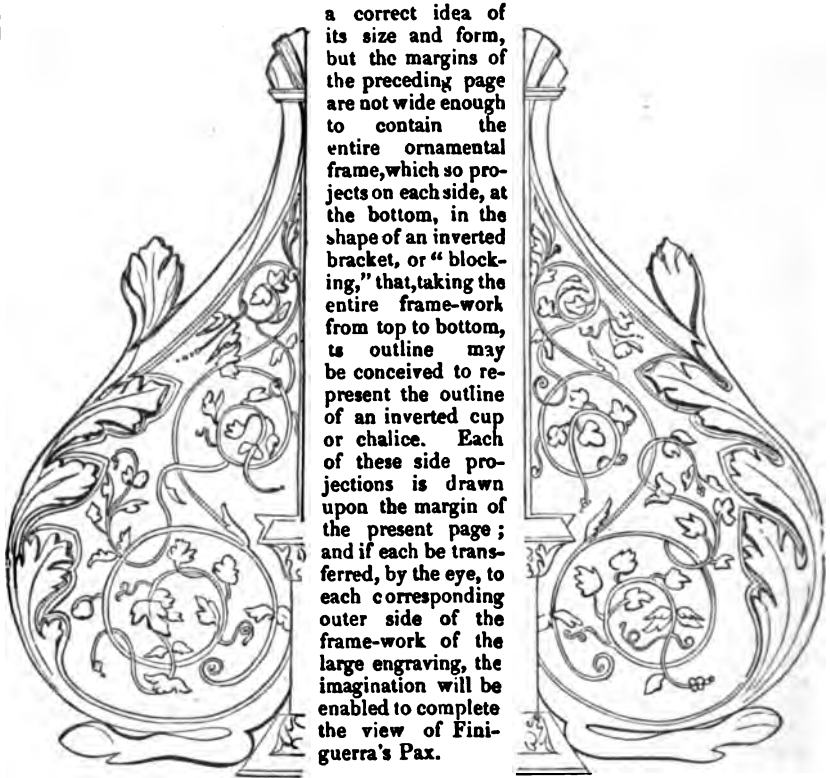 a correct idea of
its size and form,
but the margins of
the preceding page
are not wide enough
to contain the
entire ornamental
frame,which so pro-
jects on each side, at
the bottom, in the
shape of an inverted
bracket, or “ block-
ing,” that,taking the
entire frame-work
from top to bottom,
ts outline may
be conceived to re-
present the outline
of an inverted cup
or chalice. Each
of these side pro-
jections is drawn
upon the margin of
the present page ;
and if each be trans-
ferred, by the eye, to
each corresponding
outer side of the
frame-work of the
large engraving, the
imagination will be
enabled to complete
the view of Fini-
guerra's Pax.